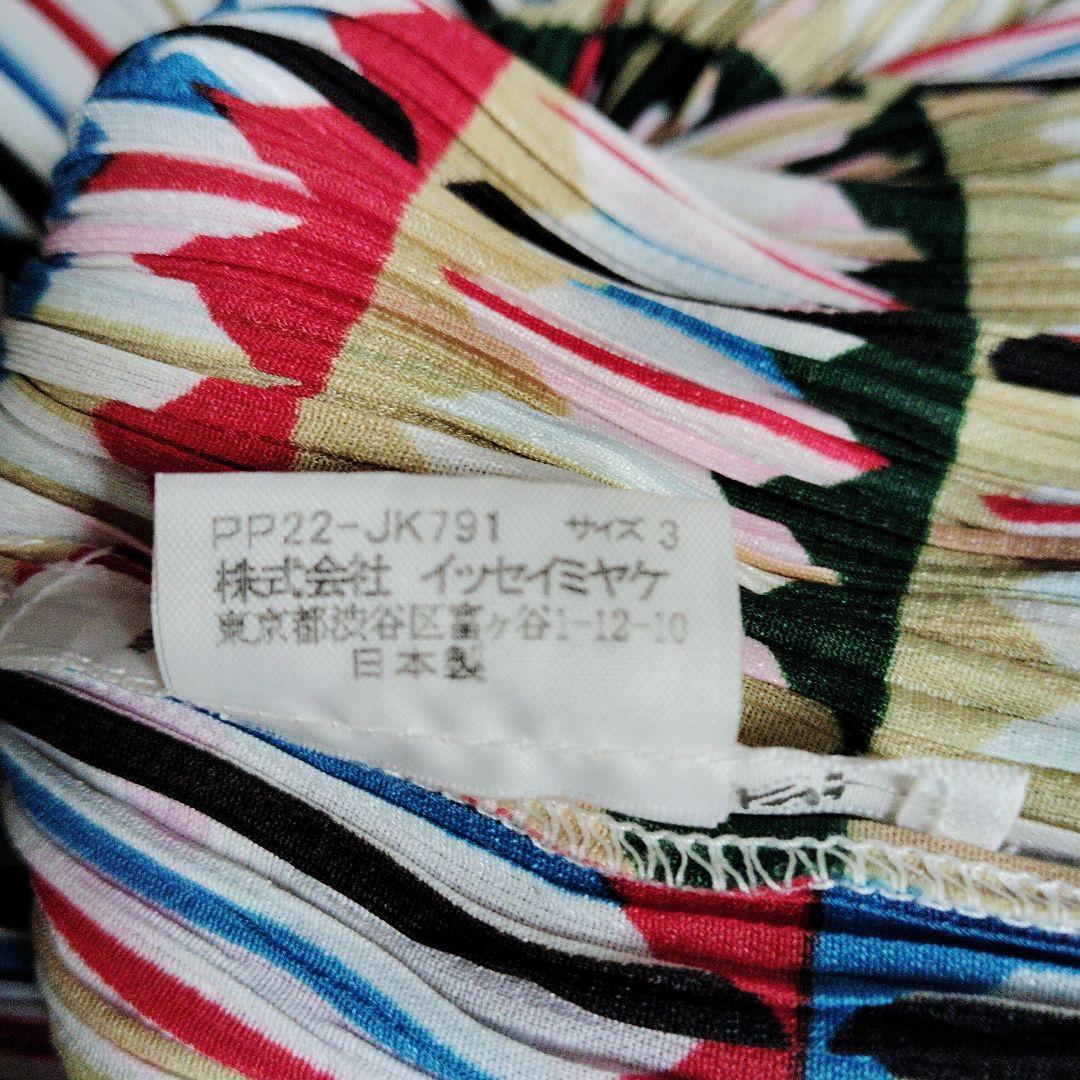 PP22-JK791 サイズ 3
株式会社 イッセイミヤケ
東京都渋谷区富ヶ谷1-12-10
日本製